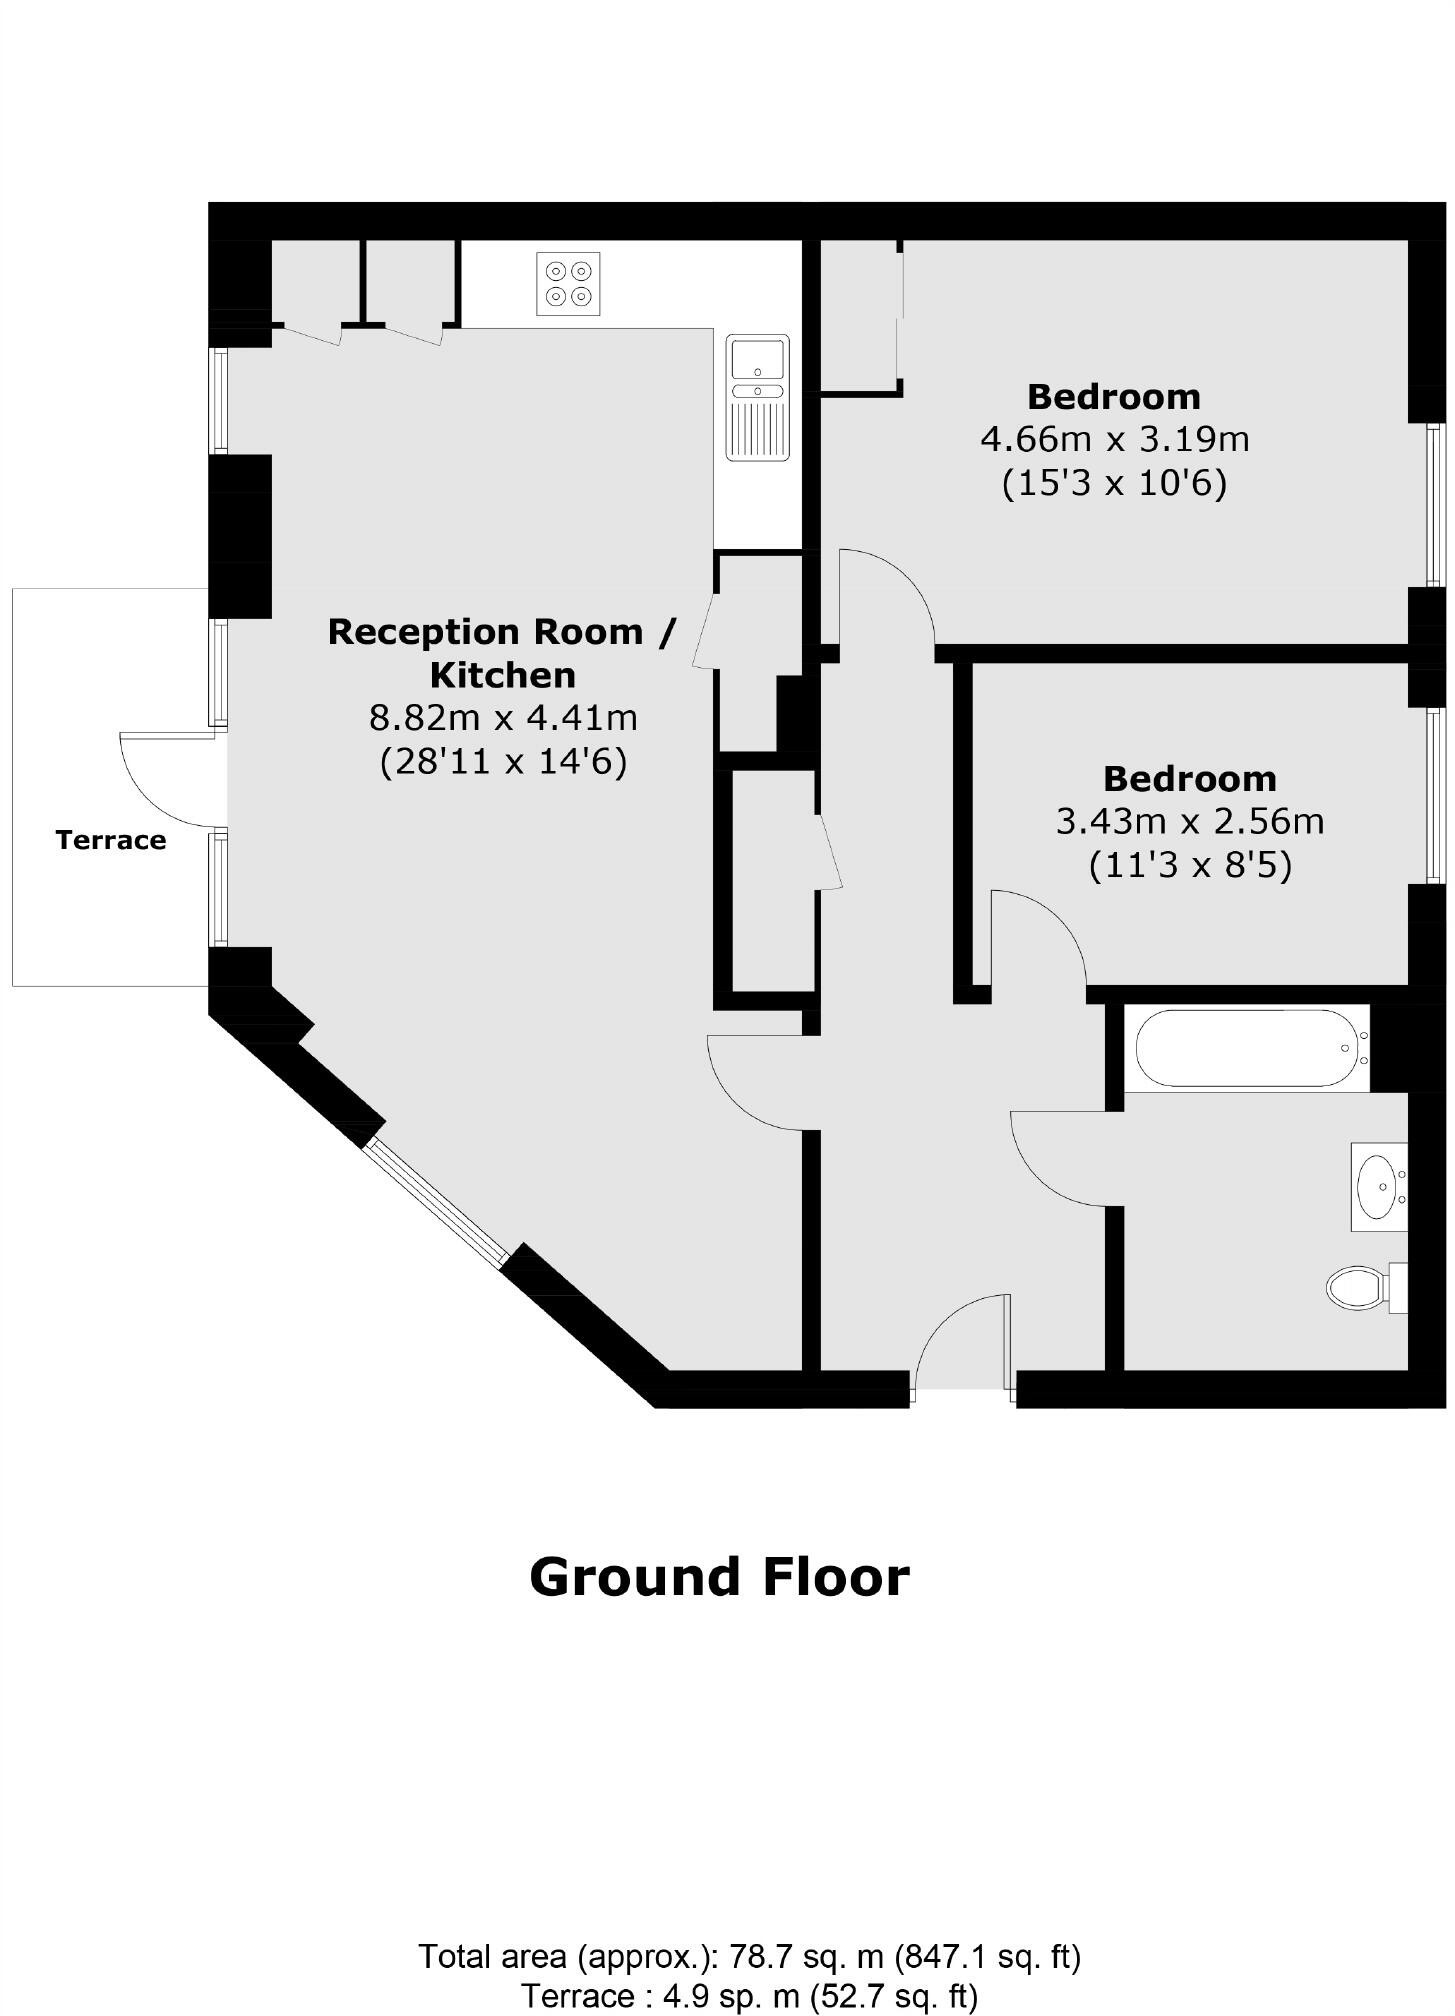 Bedroom
4.66m x 3.19m
(15'3 x 10'6)
Reception Room /
Kitchen
8.82m x 4.41m
(28'11 x 14'6)
Bedroom
3.43m x 2.56m
(11'3 x 8'5)
Terrace
Ground Floor
Total area (approx.): 78.7 sq. m (847.1 sq. ft)
Terrace : 4.9 sp. m (52.7 sq. ft)